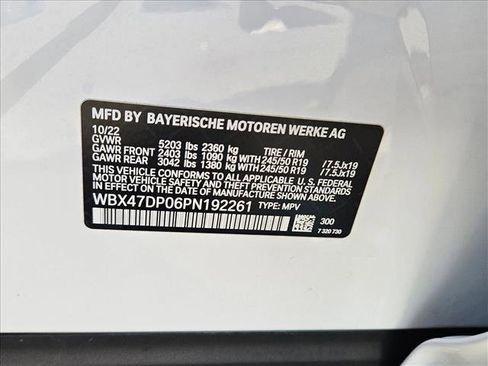 MFD BY BAYERISCHE MOTOREN WERKE AG
10/22
GVWR 5203 lbs 2360 kg TIRE / RIM
GAWR FRONT 2403 lbs 1090 kg WITH 245/50 R19 /7.5Jx19
GAWR REAR 3042 lbs 1380 kg WITH 245/50 R19 /7.5Jx19
THIS VEHICLE CONFORMS TO ALL APPLICABLE U. S. FEDERAL
MOTOR VEHICLE SAFETY STANDARDS IN EFFECT ON THE
DATE OF MANUFACTURE SHOWN ABOVE.
WBX47DP06PN192261 TYPE: MPV
300
7 320 730